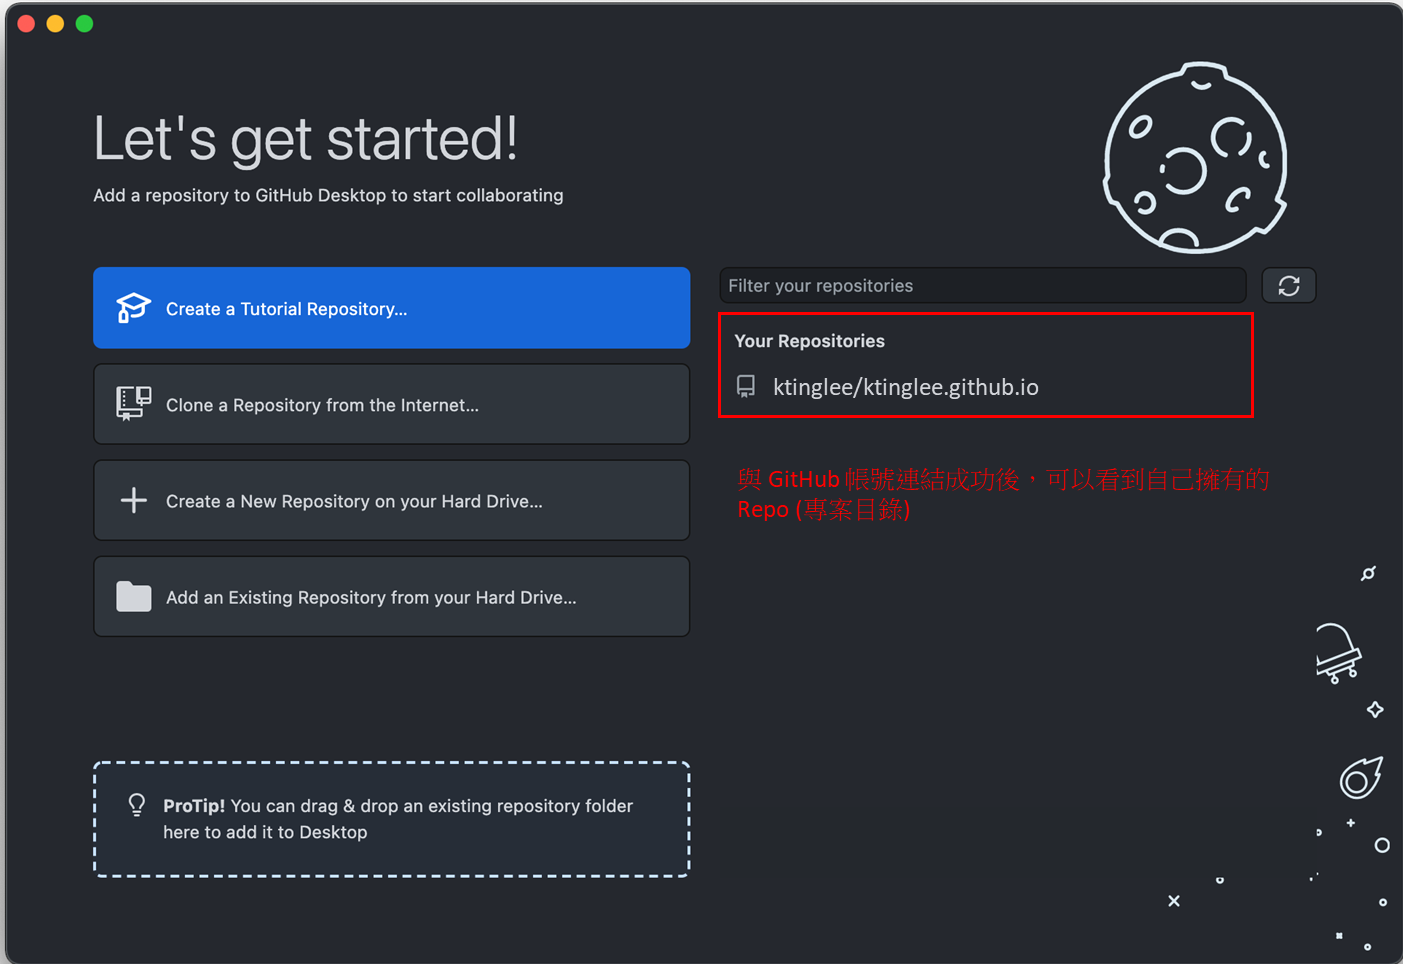 Let's get started!
Add a repository to GitHub Desktop to start collaborating
Create a Tutorial Repository...
Clone a Repository from the Internet...
Create a New Repository on your Hard Drive...
Add an Existing Repository from your Hard Drive...
ProTip! You can drag & drop an existing repository folder
here to add it to Desktop
Filter your repositories
Your Repositories
ktinglee/ktinglee.github.io
與 GitHub 帳號連結成功後，可以看到自己擁有的
Repo (專案目錄)